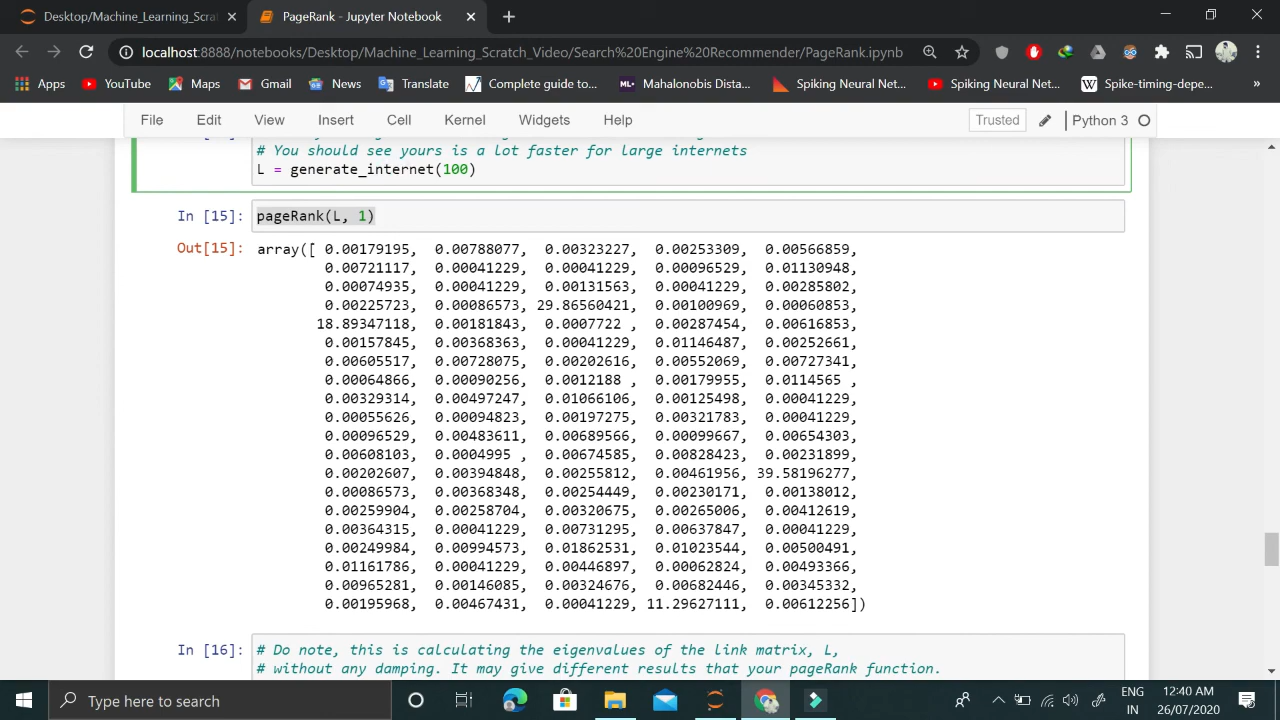 Desktop/Machine_Learning_Scrat
PageRank - Jupyter Notebook
localhost:8888/notebooks/Desktop/Machine_Learning_Scratch_Video/Search%20Engine%20Recommender/PageRank.ipynb
Apps YouTube Maps Gmail News Translate Complete guide to... ML+ Mahalonobis Dista... Spiking Neural Net... Spiking Neural Net... W Spike-timing-depe... »
File Edit View Insert Cell Kernel Widgets Help Trusted Python 3
# You should see yours is a lot faster for large internets
L = generate_internet(100)
In [15]: pageRank(L, 1)
Out[15]: array([ 0.00179195, 0.00788077, 0.00323227, 0.00253309, 0.00566859,
0.00721117, 0.00041229, 0.00041229, 0.00096529, 0.01130948,
0.00074935, 0.00041229, 0.00131563, 0.00041229, 0.00285802,
0.00225723, 0.00086573, 29.86560421, 0.00100969, 0.00060853,
18.89347118, 0.00181843, 0.0007722 , 0.00287454, 0.00616853,
0.00157845, 0.00368363, 0.00041229, 0.01146487, 0.00252661,
0.00605517, 0.00728075, 0.00202616, 0.00552069, 0.00727341,
0.00064866, 0.00090256, 0.0012188 , 0.00179955, 0.0114565 ,
0.00329314, 0.00497247, 0.01066106, 0.00125498, 0.00041229,
0.00055626, 0.00094823, 0.00197275, 0.00321783, 0.00041229,
0.00096529, 0.00483611, 0.00689566, 0.00099667, 0.00654303,
0.00608103, 0.0004995 , 0.00674585, 0.00828423, 0.00231899,
0.00202607, 0.00394848, 0.00255812, 0.00461956, 39.58196277,
0.00086573, 0.00368348, 0.00254449, 0.00230171, 0.00138012,
0.00259904, 0.00258704, 0.00320675, 0.00265006, 0.00412619,
0.00364315, 0.00041229, 0.00731295, 0.00637847, 0.00041229,
0.00249984, 0.00994573, 0.01862531, 0.01023544, 0.00500491,
0.01161786, 0.00041229, 0.00446897, 0.00062824, 0.00493366,
0.00965281, 0.00146085, 0.00324676, 0.00682446, 0.00345332,
0.00195968, 0.00467431, 0.00041229, 11.29627111, 0.00612256])
In [16]: # Do note, this is calculating the eigenvalues of the link matrix, L,
# without any damping. It may give different results that your pageRank function.
Type here to search
ENG
IN
12:40 AM
26/07/2020